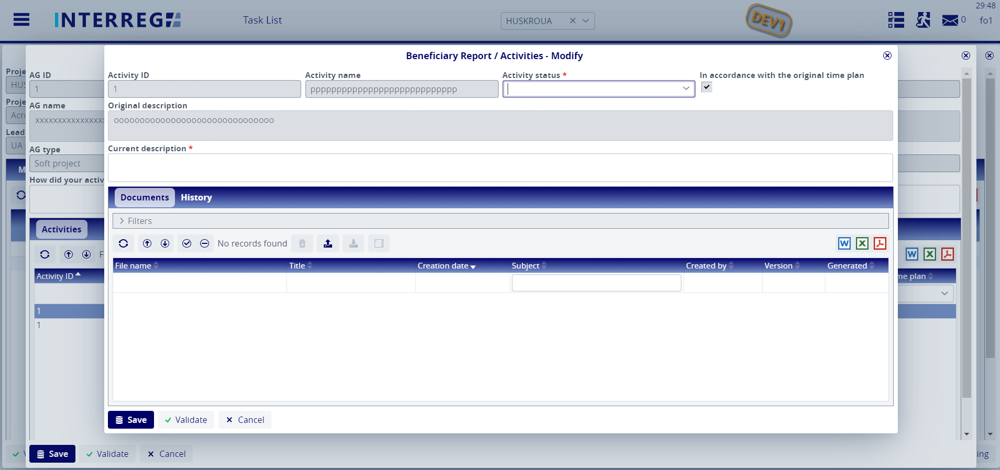 29:48
INTERREG
Task List
HUSKROUA
DEV1
0
fo1
Beneficiary Report / Activities - Modify
Proje
HUS
Proje
Acro
Lead
UA
M
AG ID
1
AG name
AG type
Soft project
How did your activ
Activity ID
1
Activity name
pppppppppppppppppppppppppppp
Activity status *
In accordance with the original time plan
Original description
ooooooooooooooooooooooooooooooo
Current description *
Documents
History
Filters
No records found
File name
Title
Creation date
Subject
Created by
Version
Generated
Activities
F
Activity ID
me plan
1
1
Save
Validate
Cancel
Save
Validate
Cancel
ing